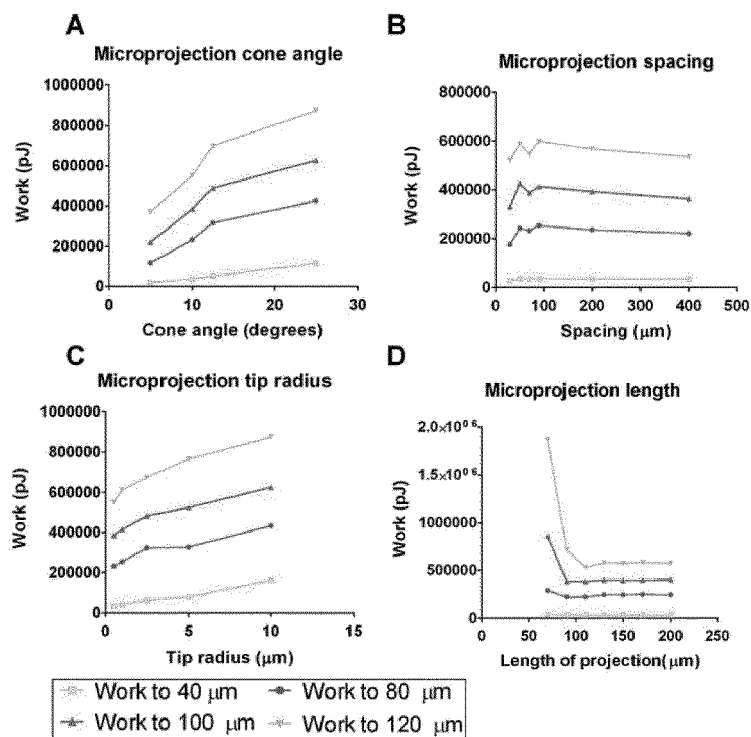 A
Microprojection cone angle
1000000
800000
600000
400000
200000
0
Work (pJ)
0 10 20 30
Cone angle (degrees)
B
Microprojection spacing
800000
600000
400000
200000
0
Work (pJ)
0 100 200 300 400 500
Spacing (μm)
C
Microprojection tip radius
1000000
800000
600000
400000
200000
0
Work (pJ)
0 5 10 15
Tip radius (μm)
D
Microprojection length
2.0×10⁰⁶
1.5×10⁰⁶
1000000
500000
0
Work (pJ)
0 50 100 150 200 250
Length of projection(μm)
Work to 40 μm Work to 80 μm
Work to 100 μm Work to 120 μm